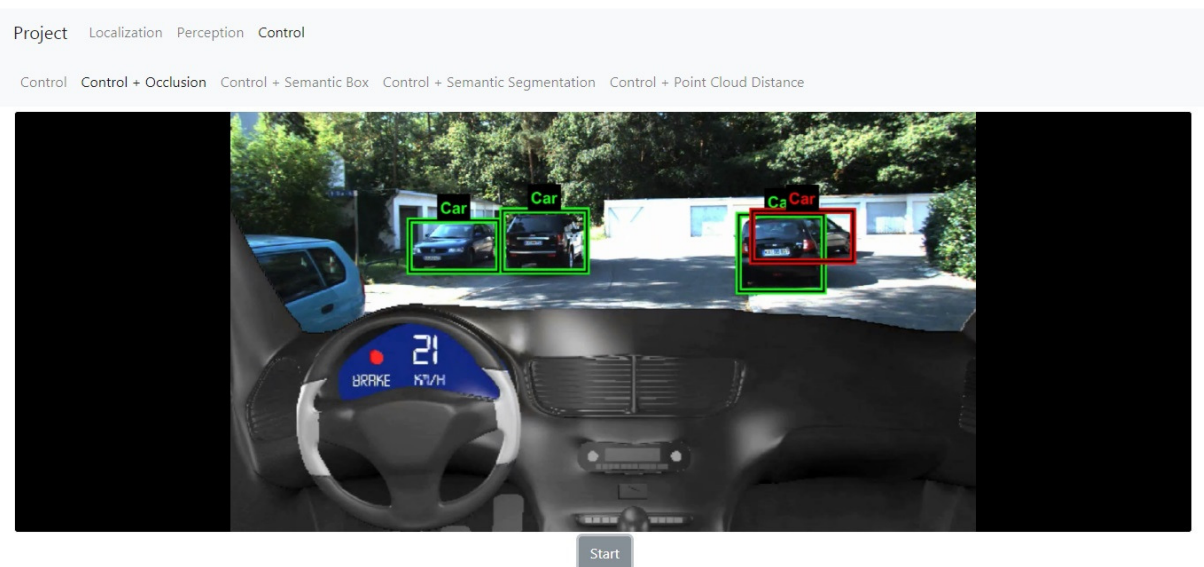 Project Localization Perception Control
Control Control + Occlusion Control + Semantic Box Control + Semantic Segmentation Control + Point Cloud Distance
Car Car Ca Car
21
BRAKE KM/H
Start